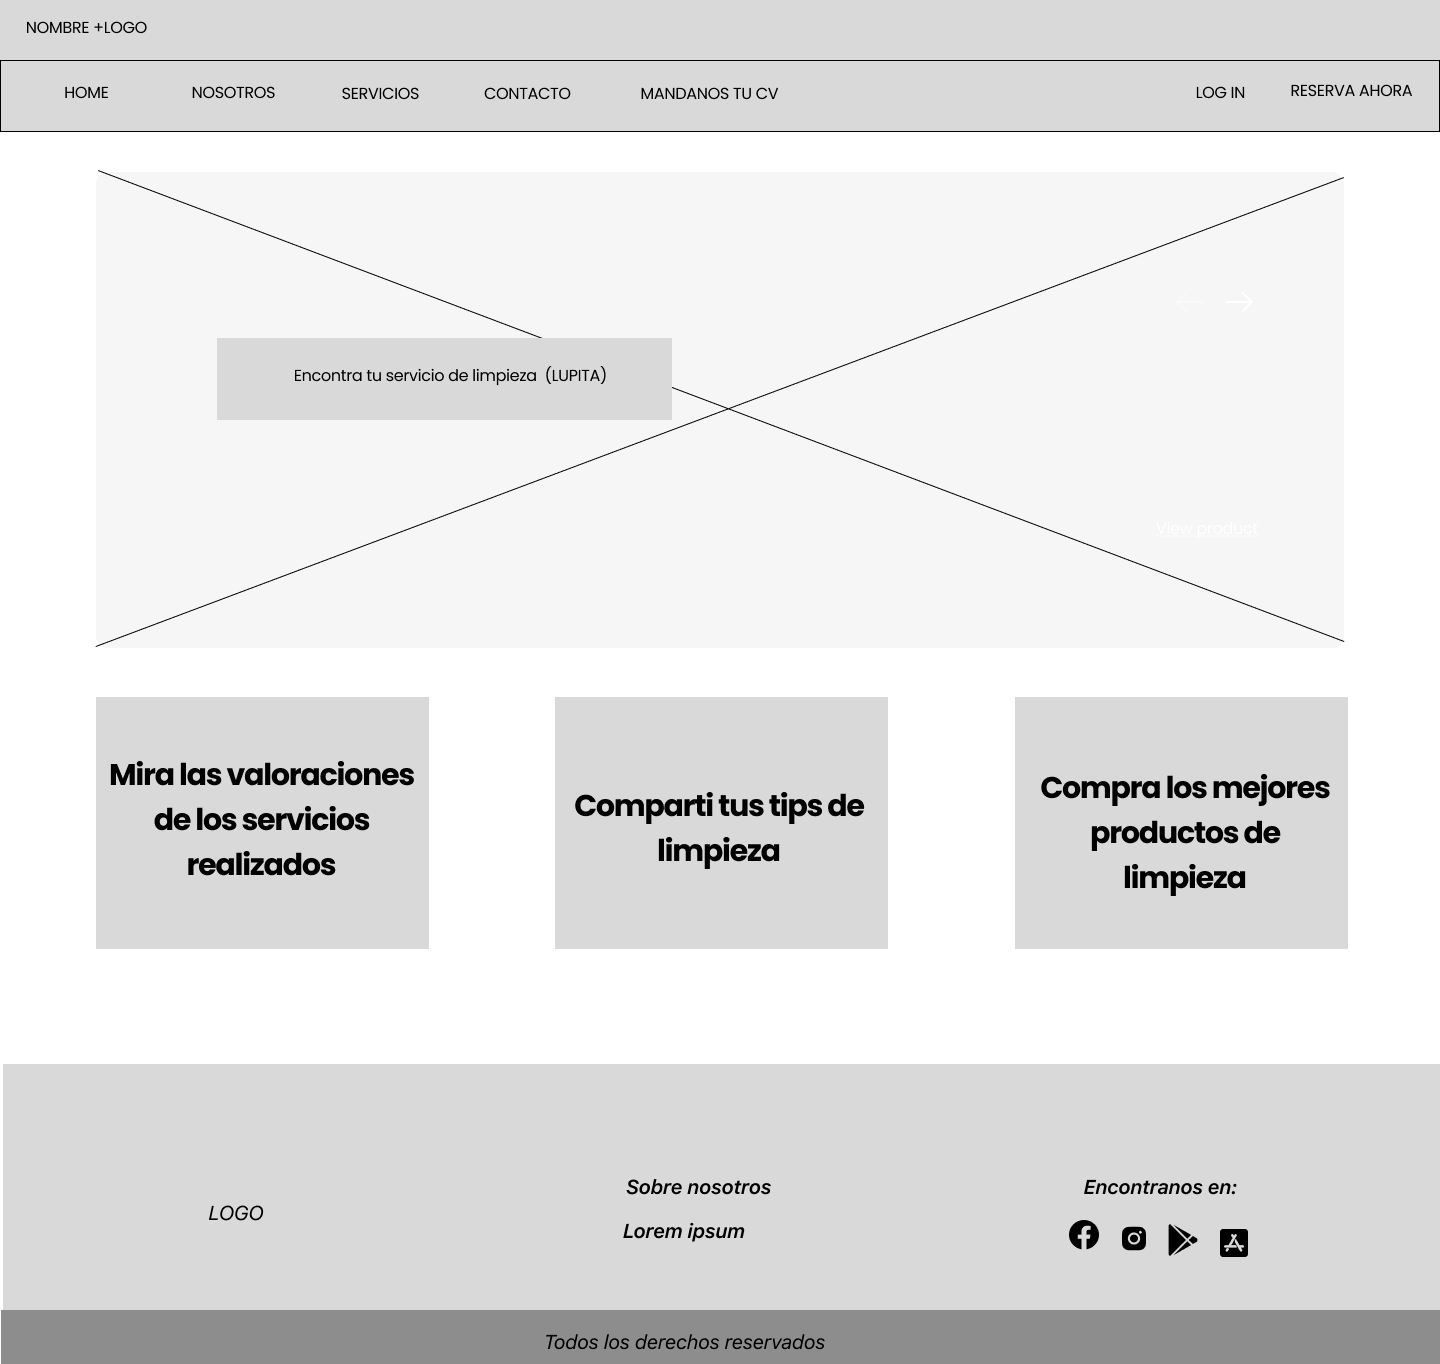 NOMBRE +LOGO
HOME NOSOTROS SERVICIOS CONTACTO MANDANOS TU CV LOG IN RESERVA AHORA
Encontra tu servicio de limpieza (LUPITA)
View product
Mira las valoraciones
de los servicios
realizados
Comparti tus tips de
limpieza
Compra los mejores
productos de
limpieza
LOGO
Sobre nosotros
Lorem ipsum
Encontranos en:
Todos los derechos reservados